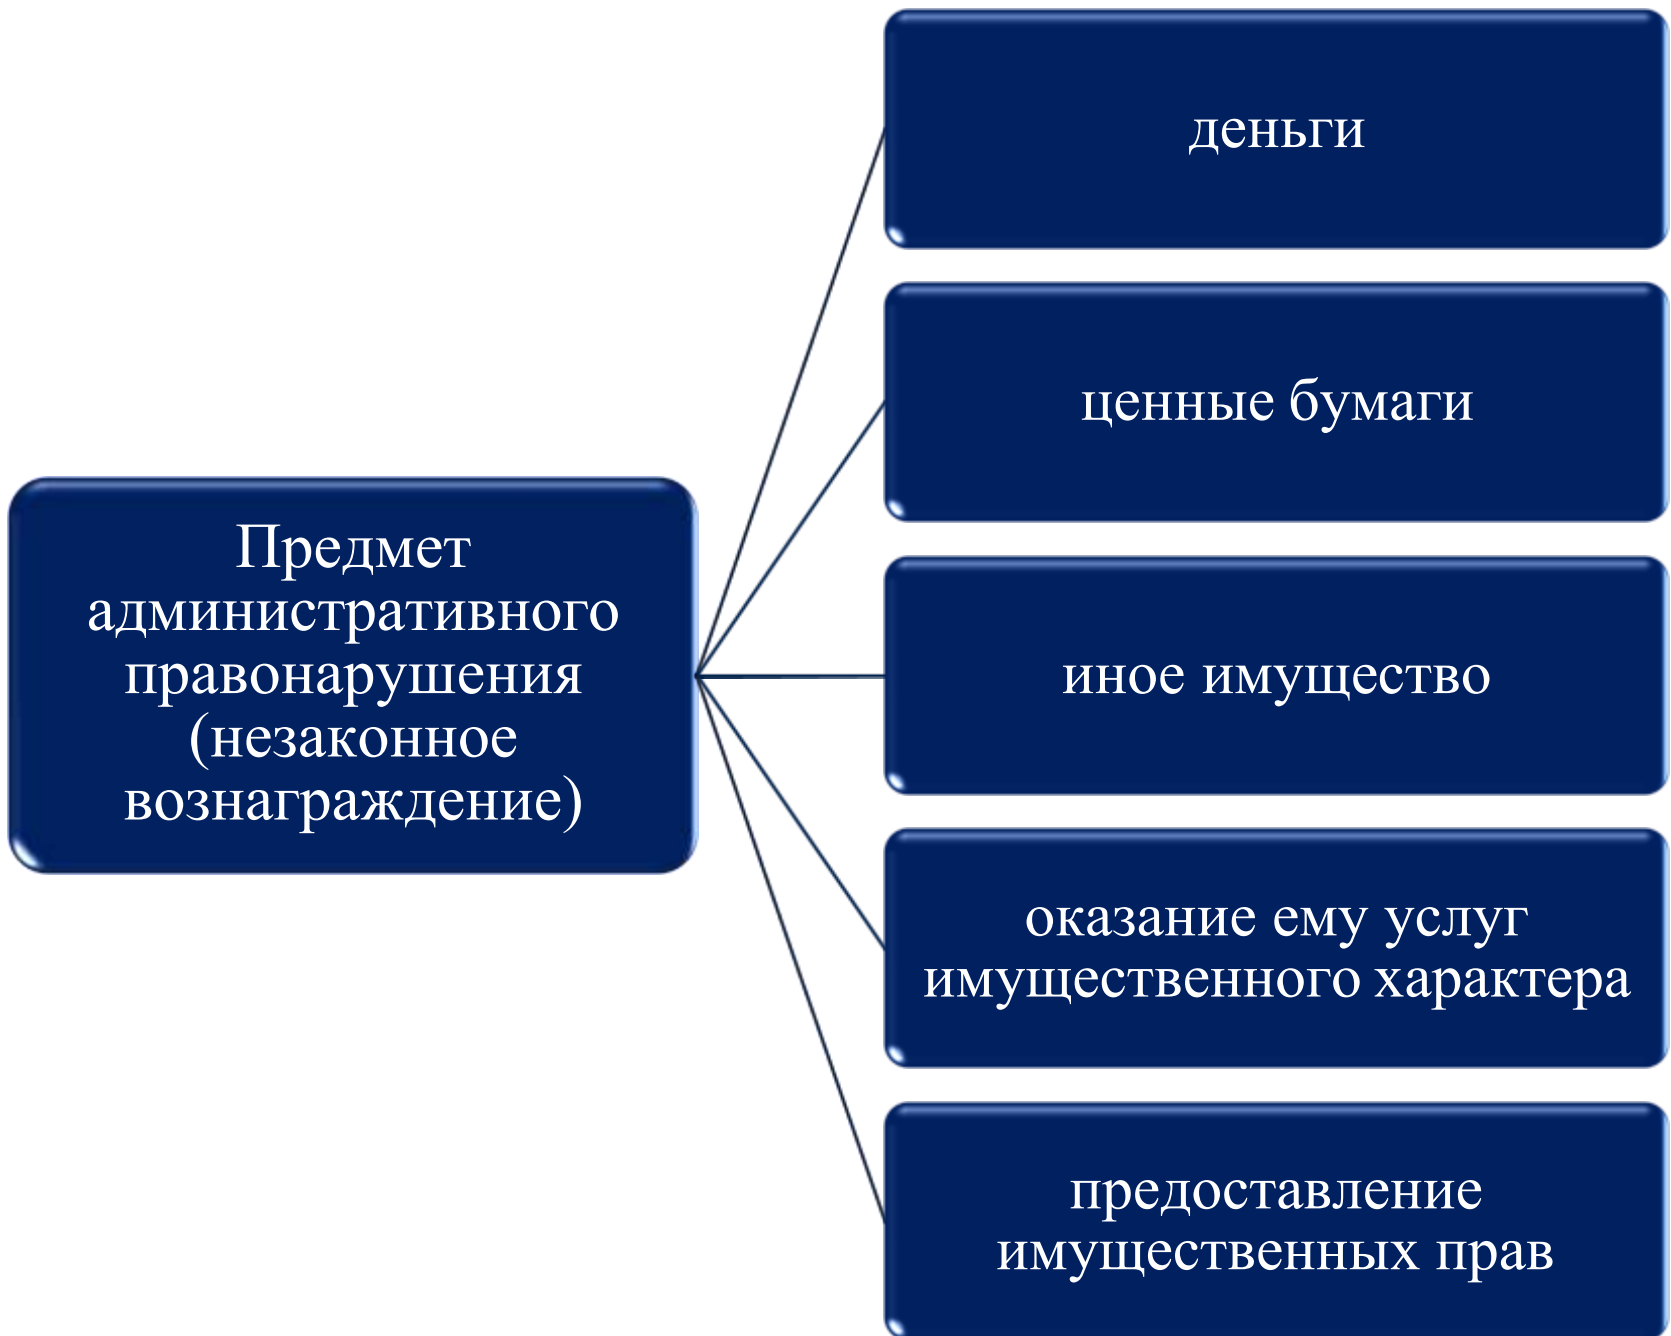 Предмет
административного
правонарушения
(незаконное
вознаграждение)
деньги
ценные бумаги
иное имущество
оказание ему услуг
имущественного характера
предоставление
имущественных прав